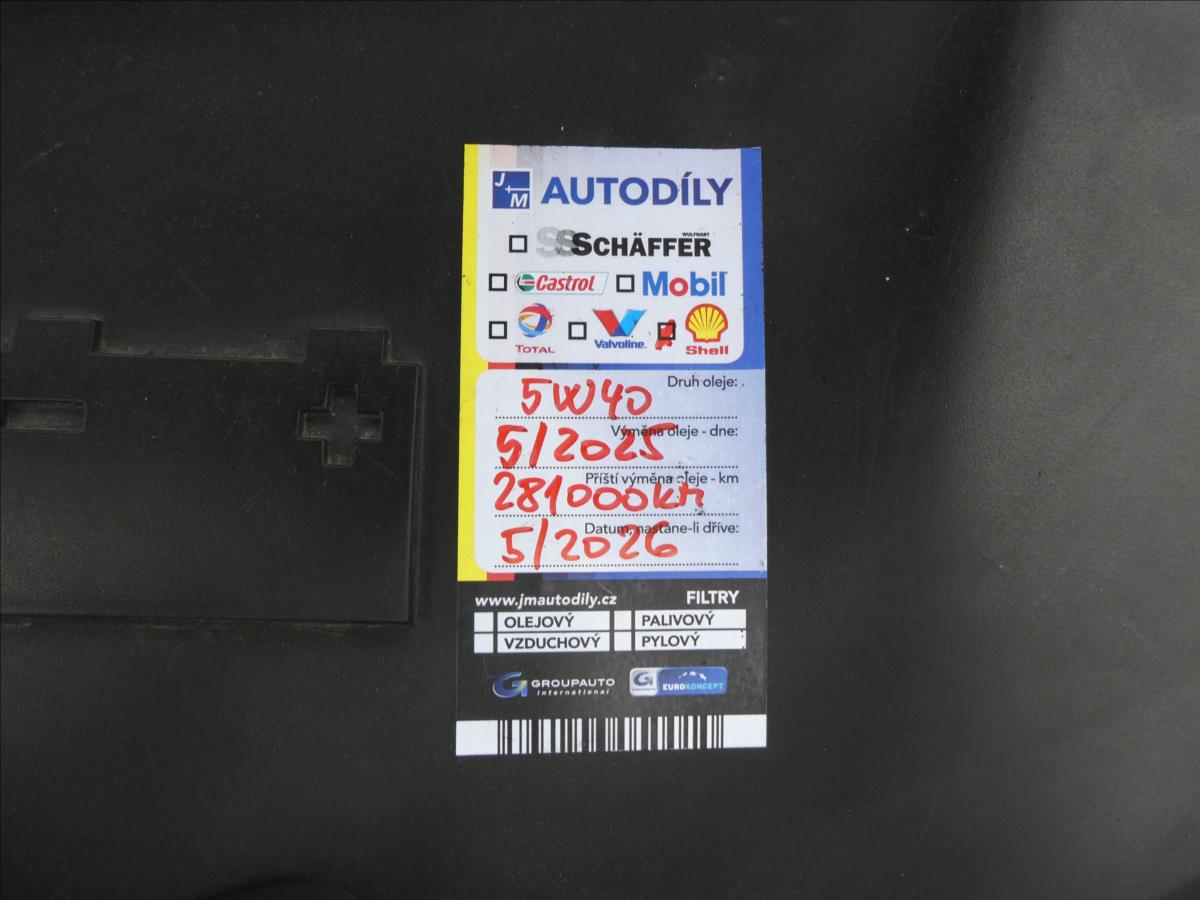 J+M AUTODÍLY
WULFRANT
SCHÄFFER
Castrol Mobil
TOTAL Valvoline. Shell
Druh oleje:
5W40
Výměna oleje - dne:
5/2025
Příští výměna oleje - km
281000km
Datum, nastane-li dříve:
5/2026
www.jmautodily.cz FILTRY
OLEJOVÝ PALIVOVÝ
VZDUCHOVÝ PYLOVÝ
GROUPAUTO
International
EUROKONCEPT